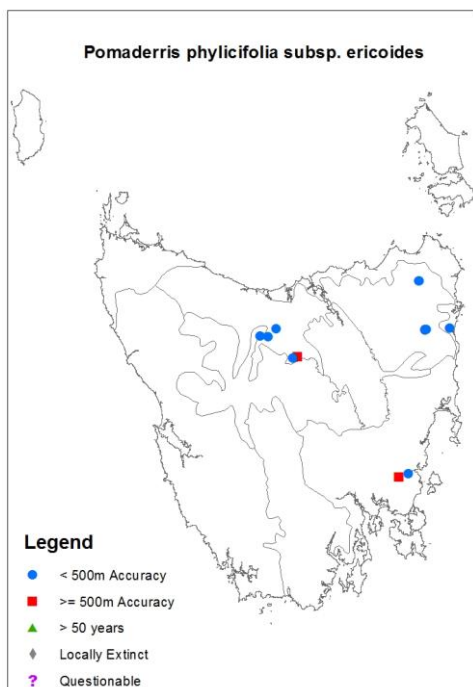 Pomaderris phylicifolia subsp. ericoides
Legend
< 500m Accuracy
>= 500m Accuracy
> 50 years
Locally Extinct
? Questionable